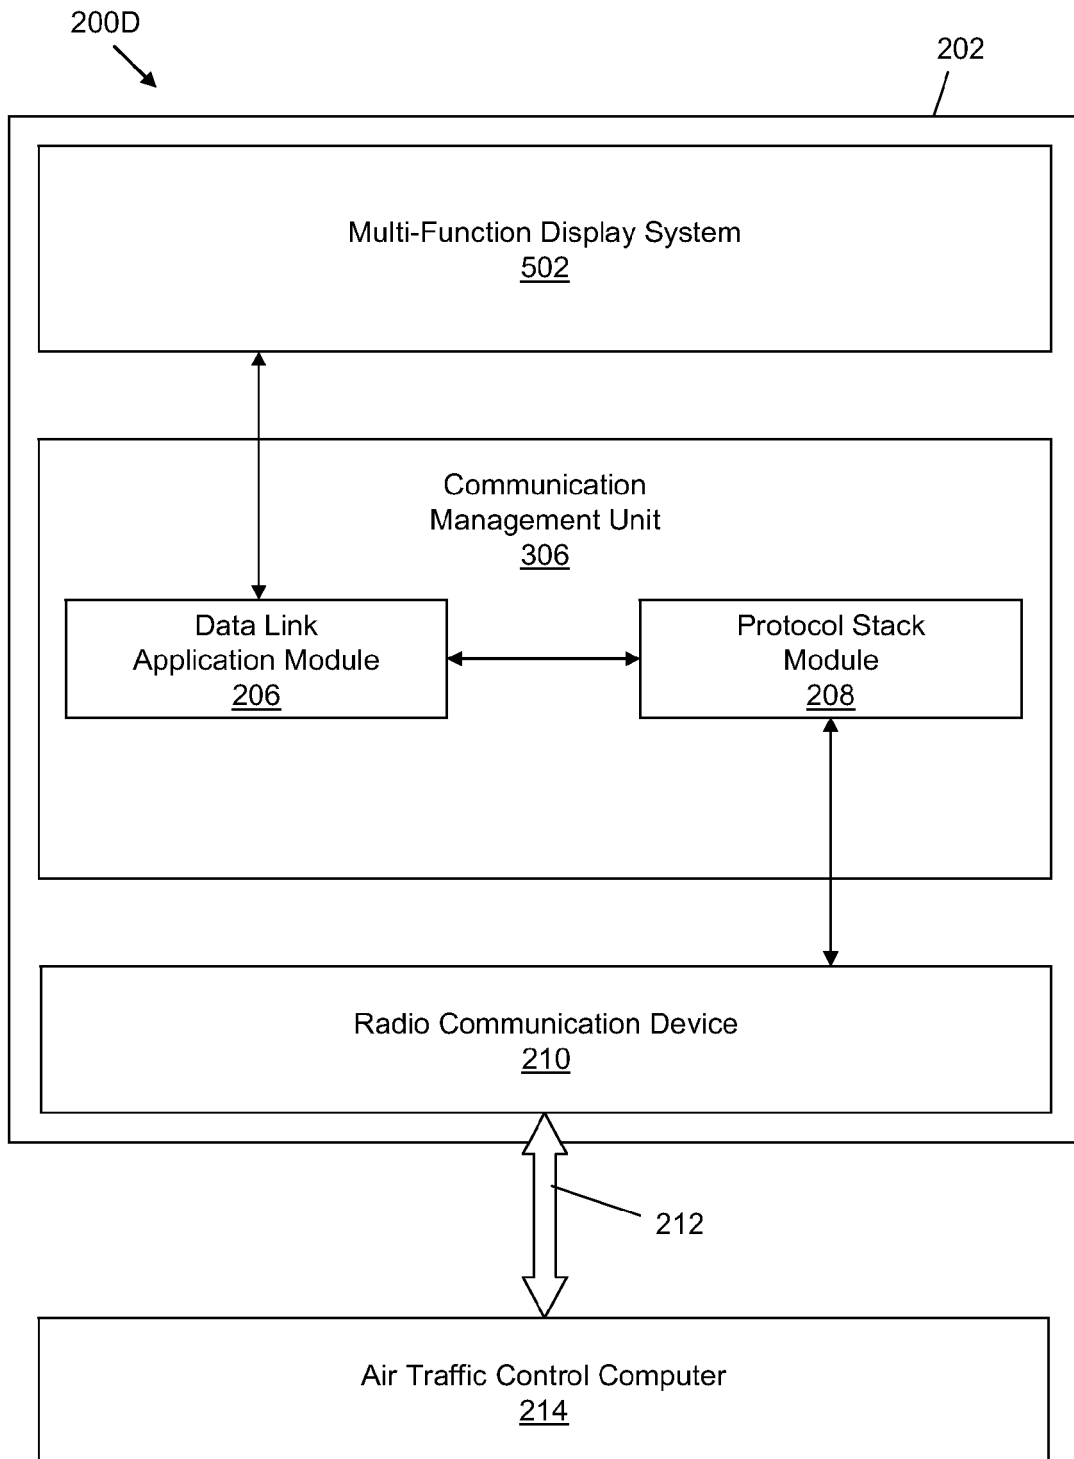 200D
202
Multi-Function Display System
502
Communication
Management Unit
306
Data Link
Application Module
206
Protocol Stack
Module
208
Radio Communication Device
210
212
Air Traffic Control Computer
214